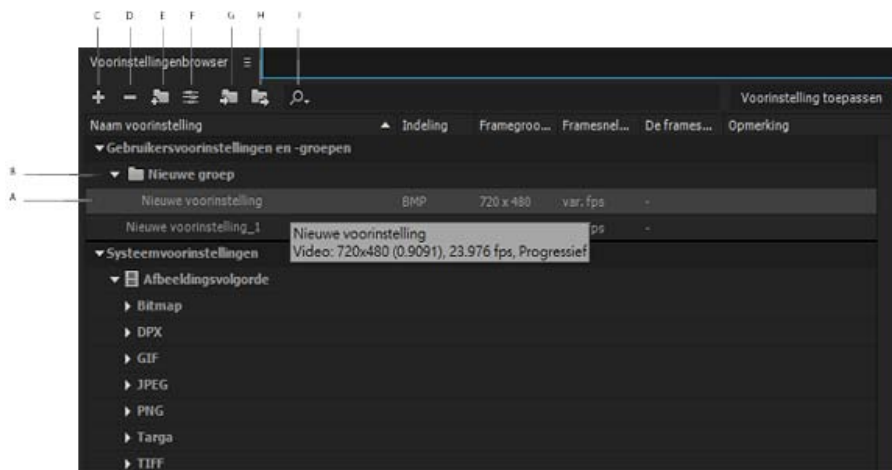 C D E F G H I
Voorinstellingenbrowser
Voorinstelling toepassen
Naam voorinstelling Indeling Framegroo... Framesnel... De frames... Opmerking
Gebruikersvoorinstellingen en -groepen
B Nieuwe groep
A Nieuwe voorinstelling BMP 720 x 480 var. fps -
Nieuwe voorinstelling_1 fps -
Nieuwe voorinstelling
Video: 720x480 (0.9091), 23.976 fps, Progressief
Systeemvoorinstellingen
Afbeeldingsvolgorde
Bitmap
DPX
GIF
JPEG
PNG
Targa
TIFF